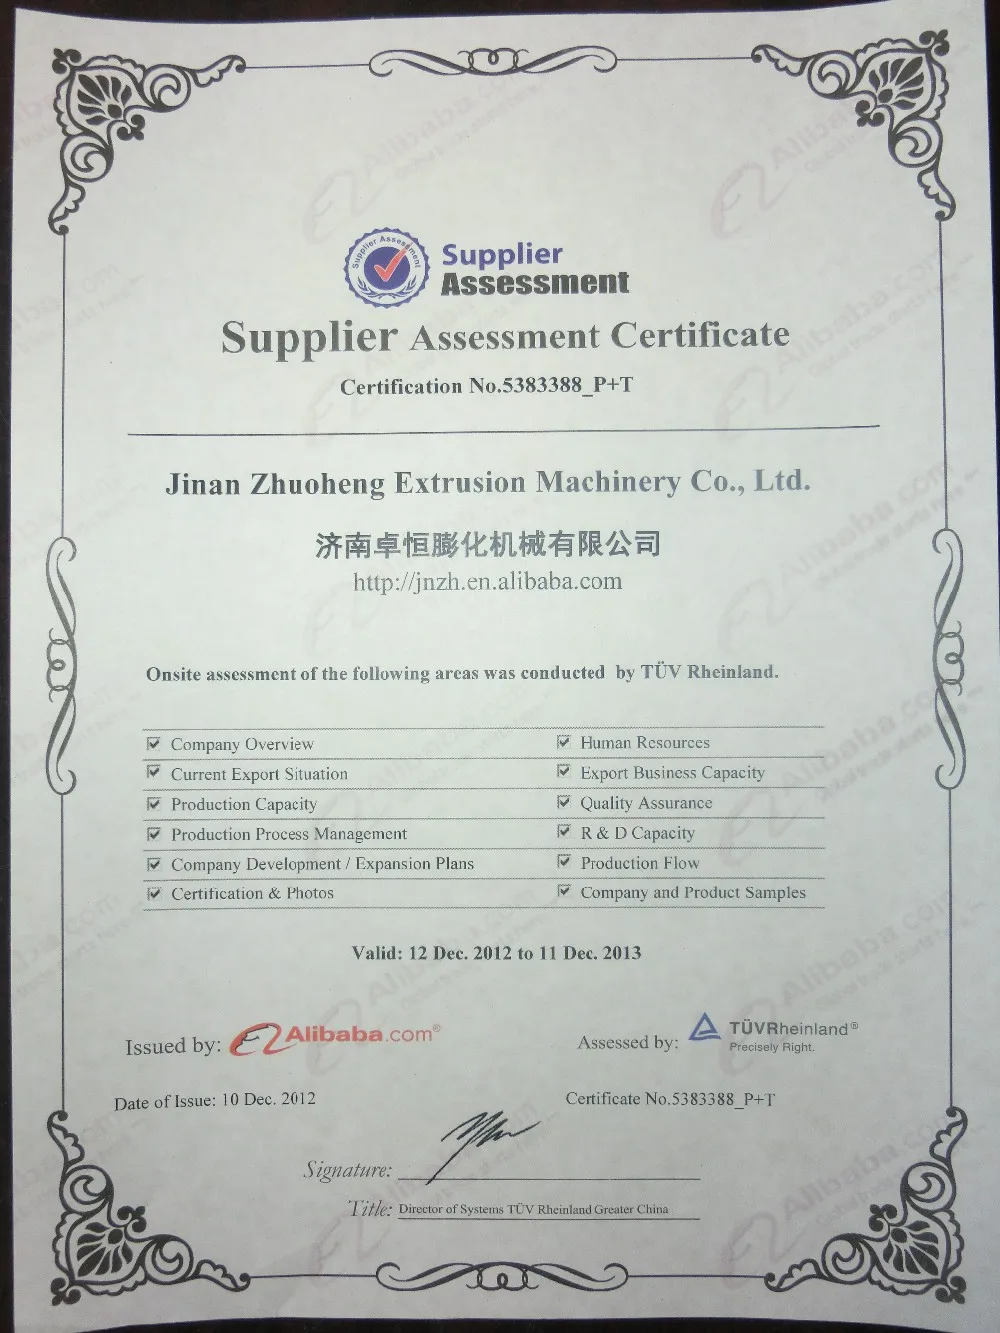 Supplier Assessment
Supplier
Assessment
Supplier Assessment Certificate
Certification No.5383388_P+T
Jinan Zhuoheng Extrusion Machinery Co., Ltd.
济南卓恒膨化机械有限公司
http://jnzh.en.alibaba.com
Onsite assessment of the following areas was conducted by TÜV Rheinland.
Company Overview
Human Resources
Current Export Situation
Export Business Capacity
Production Capacity
Quality Assurance
Production Process Management
R & D Capacity
Company Development / Expansion Plans
Production Flow
Certification & Photos
Company and Product Samples
Valid: 12 Dec. 2012 to 11 Dec. 2013
Issued by: Alibaba.com®
Assessed by: TÜVRheinland®
Precisely Right.
Date of Issue: 10 Dec. 2012
Certificate No.5383388_P+T
Signature:
Title: Director of Systems TÜV Rheinland Greater China